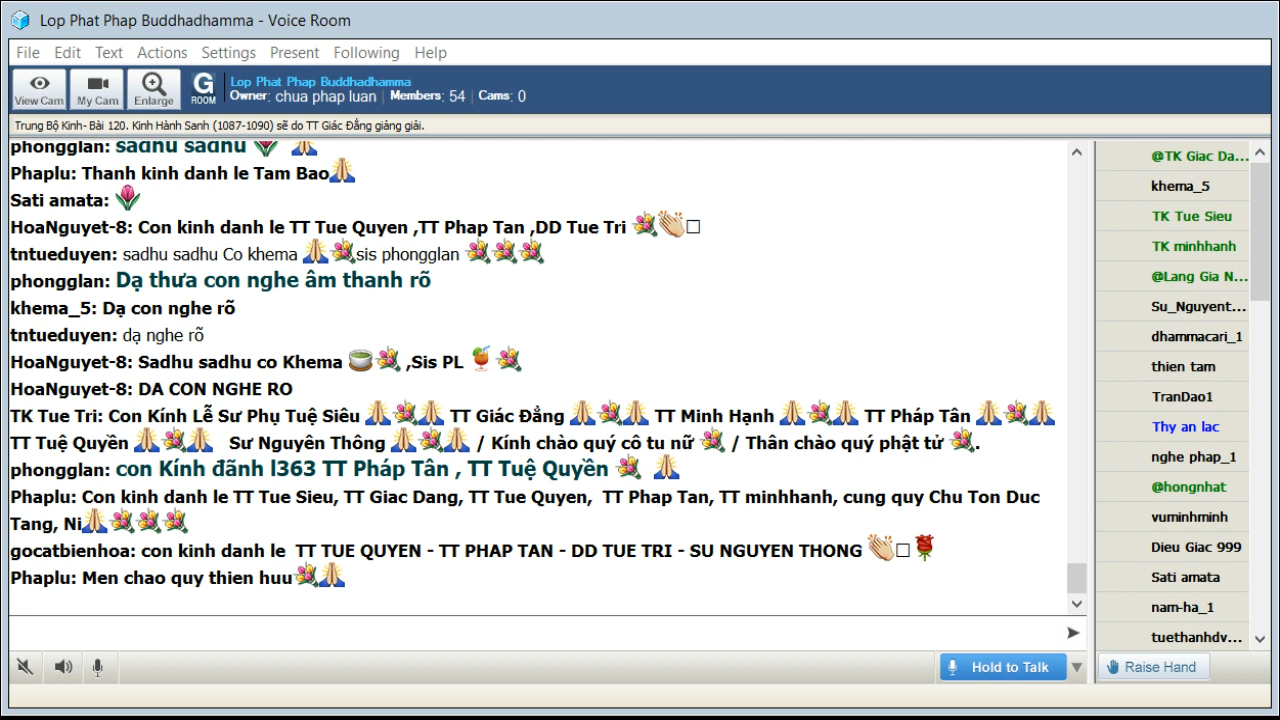 Lop Phat Phap Buddhadhamma - Voice Room
File Edit Text Actions Settings Present Following Help
View Cam My Cam Enlarge G ROOM
Lop Phat Phap Buddhadhamma
Owner: chua phap luan | Members: 54 | Cams: 0
Trung Bộ Kinh- Bài 120. Kinh Hành Sanh (1087-1090) sẽ do TT Giác Đẳng giảng giải.
phongglan: sadhu sadhu
Phaplu: Thanh kinh danh le Tam Bao
Sati amata:
HoaNguyet-8: Con kinh danh le TT Tue Quyen ,TT Phap Tan ,DD Tue Tri
tntueduyen: sadhu sadhu Co khema sis phongglan
phongglan: Dạ thưa con nghe âm thanh rõ
khema_5: Dạ con nghe rõ
tntueduyen: dạ nghe rõ
HoaNguyet-8: Sadhu sadhu co Khema ,Sis PL
HoaNguyet-8: DA CON NGHE RO
TK Tue Tri: Con Kính Lễ Sư Phụ Tuệ Siêu TT Giác Đẳng TT Minh Hạnh TT Pháp Tân
TT Tuệ Quyền Sư Nguyên Thông / Kính chào quý cô tu nữ / Thân chào quý phật tử .
phongglan: con Kính đãnh l363 TT Pháp Tân , TT Tuệ Quyền
Phaplu: Con kinh danh le TT Tue Sieu, TT Giac Dang, TT Tue Quyen, TT Phap Tan, TT minhhanh, cung quy Chu Ton Duc
Tang, Ni
gocatbienhoa: con kinh danh le TT TUE QUYEN - TT PHAP TAN - DD TUE TRI - SU NGUYEN THONG
Phaplu: Men chao quy thien huu
Hold to Talk
@TK Giac Da...
khema_5
TK Tue Sieu
TK minhhanh
@Lang Gia N...
Su_Nguyent...
dhammacari_1
thien tam
TranDao1
Thy an lac
nghe phap_1
@hongnhat
vuminhminh
Dieu Giac 999
Sati amata
nam-ha_1
tuethanhdv...
Raise Hand